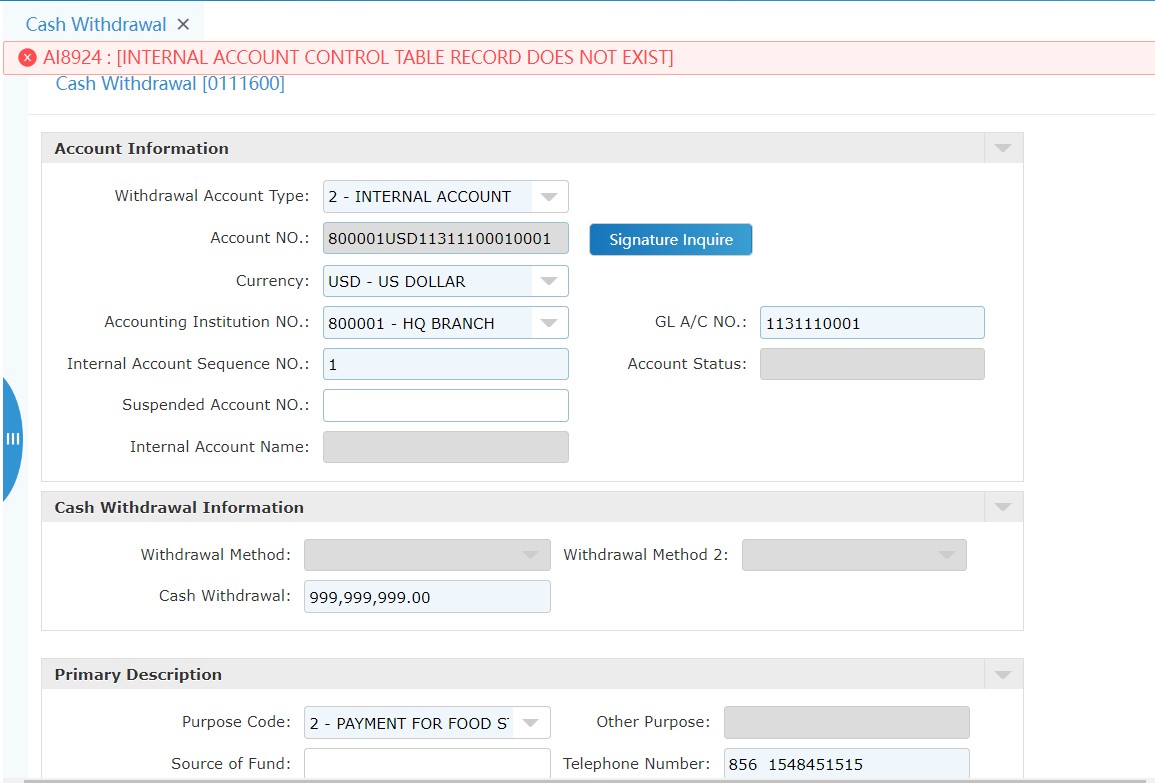 Cash Withdrawal ✕
AI8924 : [INTERNAL ACCOUNT CONTROL TABLE RECORD DOES NOT EXIST]
Cash Withdrawal [0111600]
Account Information
Withdrawal Account Type: 2 - INTERNAL ACCOUNT
Account NO.: 800001USD11311100010001 Signature Inquire
Currency: USD - US DOLLAR
Accounting Institution NO.: 800001 - HQ BRANCH GL A/C NO.: 1131110001
Internal Account Sequence NO.: 1 Account Status:
Suspended Account NO.:
Internal Account Name:
Cash Withdrawal Information
Withdrawal Method: Withdrawal Method 2:
Cash Withdrawal: 999,999,999.00
Primary Description
Purpose Code: 2 - PAYMENT FOR FOOD Other Purpose:
Source of Fund: Telephone Number: 856 1548451515